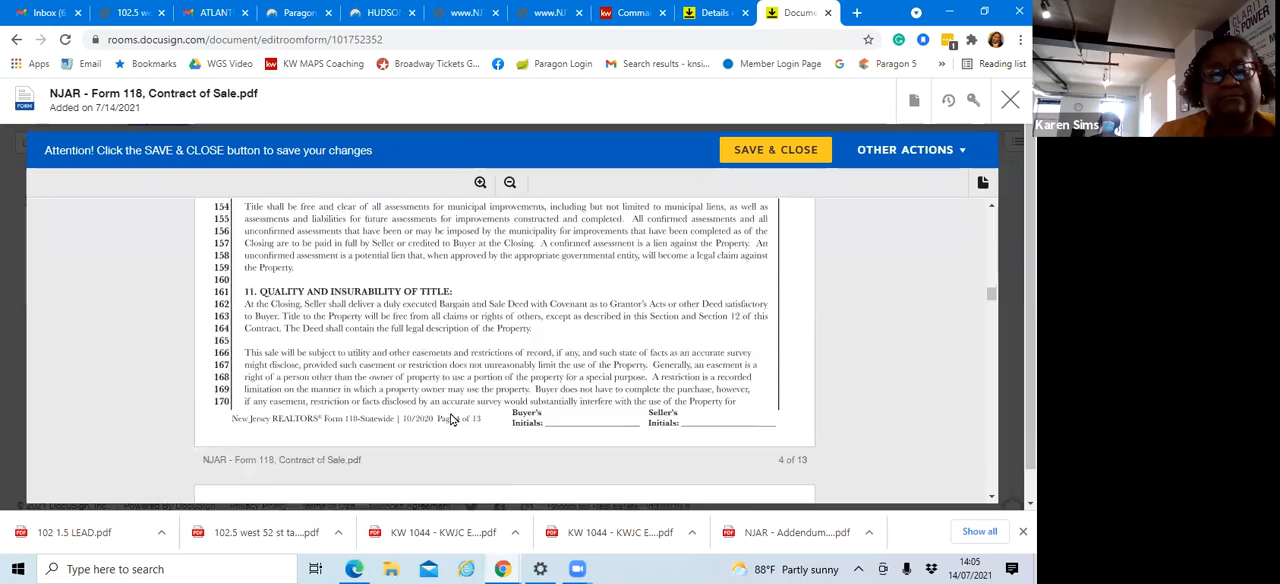 Inbox (6
102.5 w
ATLANT
Paragon
HUDSON
www.NJ
www.NJ
Comma
Details
Docume
rooms.docusign.com/document/editroomform/101752352
Apps Email Bookmarks WGS Video KW MAPS Coaching Broadway Tickets G... Paragon Login Search results - knsi... Member Login Page Paragon 5 » Reading list
NJAR - Form 118, Contract of Sale.pdf
Added on 7/14/2021
Attention! Click the SAVE & CLOSE button to save your changes
SAVE & CLOSE
OTHER ACTIONS
154 Title shall be free and clear of all assessments for municipal improvements, including but not limited to municipal liens, as well as
155 assessments and liabilities for future assessments for improvements constructed and completed. All confirmed assessments and all
156 unconfirmed assessments that have been or may be imposed by the municipality for improvements that have been completed as of the
157 Closing are to be paid in full by Seller or credited to Buyer at the Closing. A confirmed assessment is a lien against the Property. An
158 unconfirmed assessment is a potential lien that, when approved by the appropriate governmental entity, will become a legal claim against
159 the Property.
160
161 11. QUALITY AND INSURABILITY OF TITLE:
162 At the Closing, Seller shall deliver a duly executed Bargain and Sale Deed with Covenant as to Grantor's Acts or other Deed satisfactory
163 to Buyer. Title to the Property will be free from all claims or rights of others, except as described in this Section and Section 12 of this
164 Contract. The Deed shall contain the full legal description of the Property.
165
166 This sale will be subject to utility and other easements and restrictions of record, if any, and such state of facts as an accurate survey
167 might disclose, provided such easement or restriction does not unreasonably limit the use of the Property. Generally, an easement is a
168 right of a person other than the owner of property to use a portion of the property for a special purpose. A restriction is a recorded
169 limitation on the manner in which a property owner may use the property. Buyer does not have to complete the purchase, however,
170 if any easement, restriction or facts disclosed by an accurate survey would substantially interfere with the use of the Property for
New Jersey REALTORS® Form 118-Statewide | 10/2020 of 13
Buyer's
Initials:
Seller's
Initials:
NJAR - Form 118, Contract of Sale.pdf
4 of 13
102 1.5 LEAD.pdf
102.5 west 53st ta....pdf
KW 1044 - KWJC E....pdf
KW 1044 - KWJC E....pdf
NJAR - Addendum....pdf
Show all
Type here to search
88°F Partly sunny
14:05
14/07/2021
Karen Sims
CLARITY
POWER